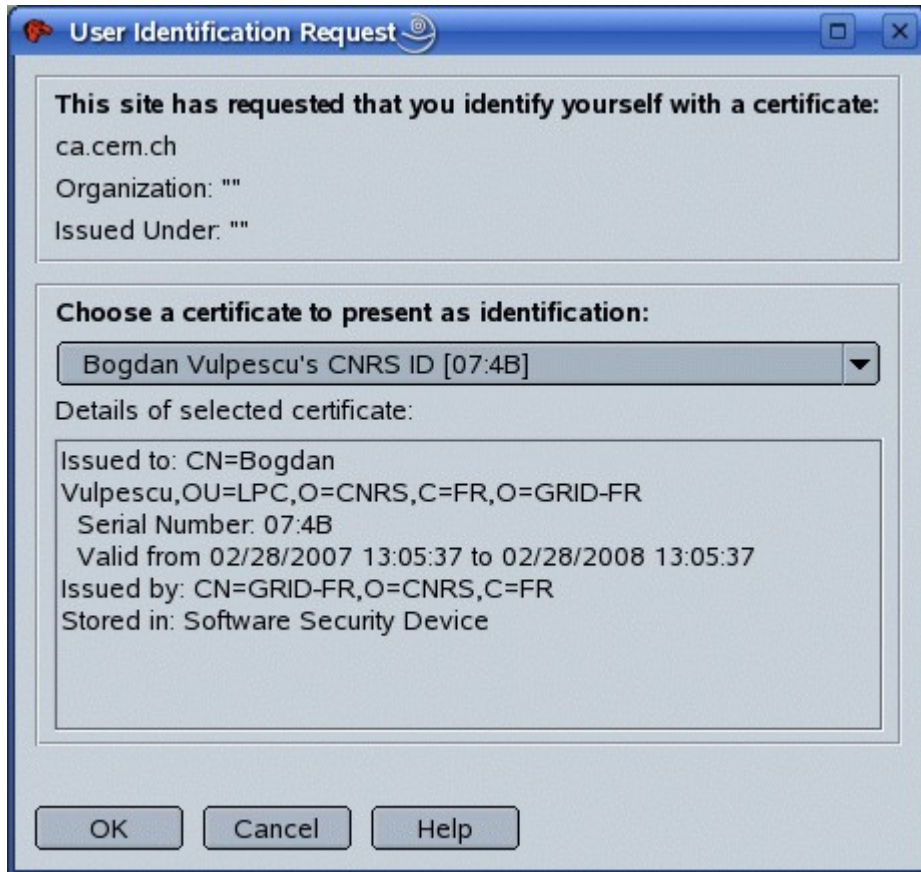 User Identification Request
This site has requested that you identify yourself with a certificate:
ca.cern.ch
Organization: ""
Issued Under: ""
Choose a certificate to present as identification:
Bogdan Vulpescu's CNRS ID [07:4B]
Details of selected certificate:
Issued to: CN=Bogdan
Vulpescu,OU=LPC,O=CNRS,C=FR,O=GRID-FR
Serial Number: 07:4B
Valid from 02/28/2007 13:05:37 to 02/28/2008 13:05:37
Issued by: CN=GRID-FR,O=CNRS,C=FR
Stored in: Software Security Device
OK Cancel Help